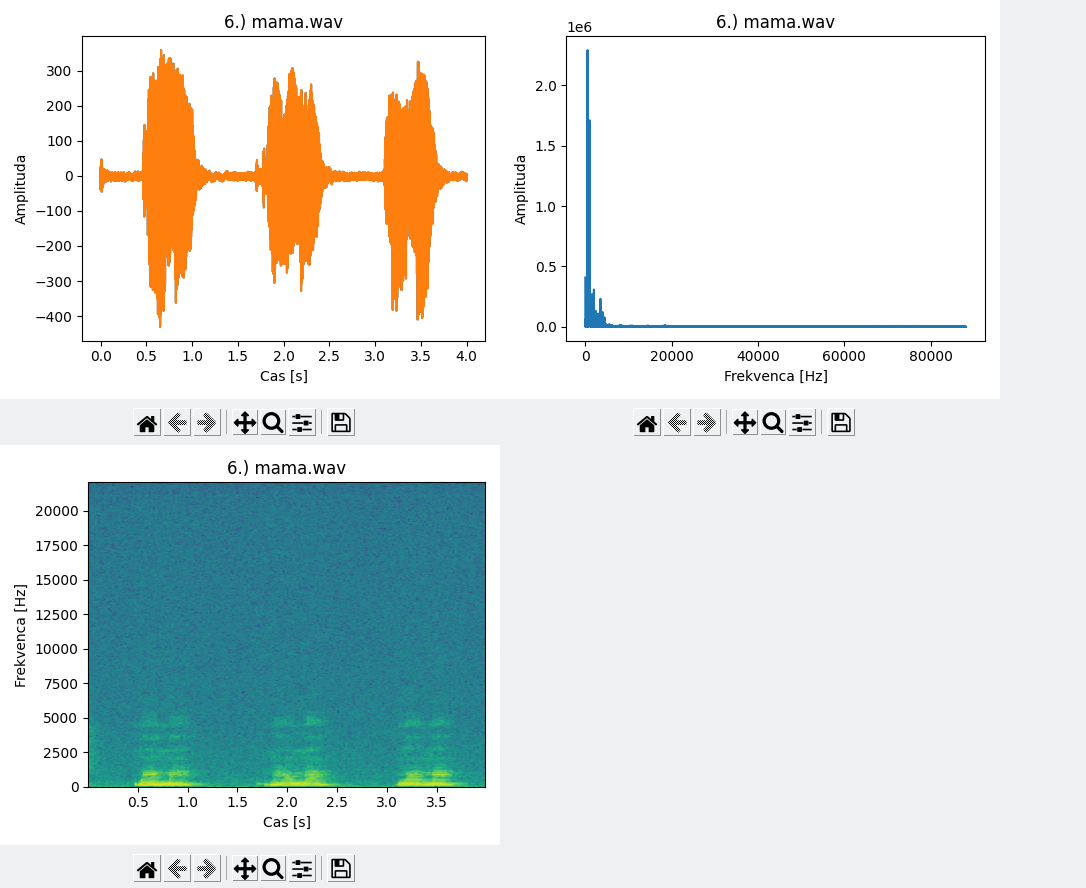 6.) mama.wav
300
200
100
0
−100
−200
−300
−400
Amplituda
0.0 0.5 1.0 1.5 2.0 2.5 3.0 3.5 4.0
Cas [s]
6.) mama.wav
1e6
2.0
1.5
1.0
0.5
0.0
Amplituda
0 20000 40000 60000 80000
Frekvenca [Hz]
6.) mama.wav
20000
17500
15000
12500
10000
7500
5000
2500
0
Frekvenca [Hz]
0.5 1.0 1.5 2.0 2.5 3.0 3.5
Cas [s]